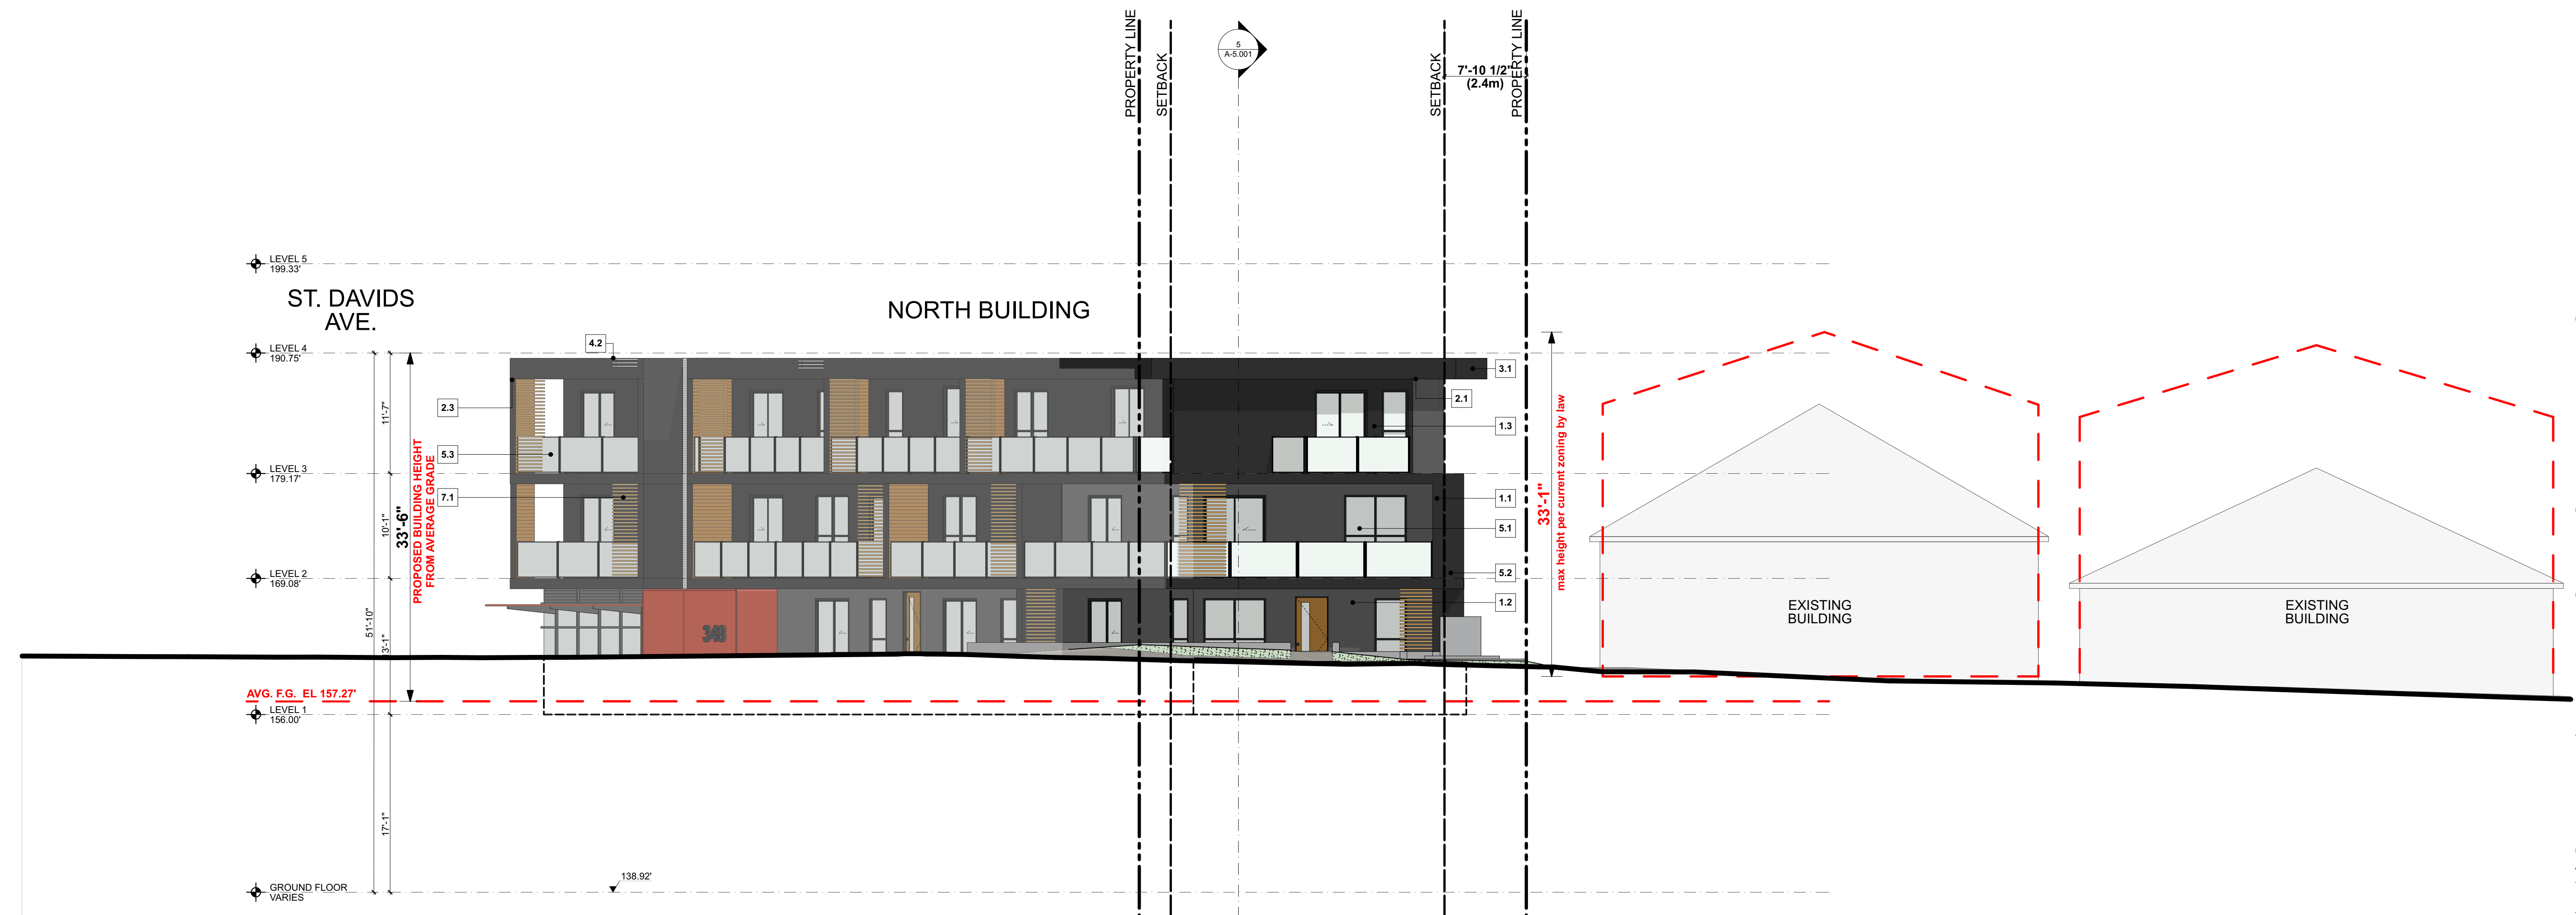 PROPERTY LINE
SETBACK
5
A-5.001
SETBACK
7'-10 1/2"
(2.4m)
PROPERTY LINE
LEVEL 5
199.33'
ST. DAVIDS
AVE.
NORTH BUILDING
LEVEL 4
190.75'
4.2
3.1
2.1
2.3
11'-7"
1.3
5.3
LEVEL 3
179.17'
7.1
1.1
5.1
10'-1"
33'-6"
PROPOSED BUILDING HEIGHT
FROM AVERAGE GRADE
33'-1"
max height per current zoning by law
LEVEL 2
169.08'
5.2
1.2
EXISTING
BUILDING
EXISTING
BUILDING
348
51'-10"
3'-1"
AVG. F.G. EL 157.27'
LEVEL 1
156.00'
17'-1"
138.92'
GROUND FLOOR
VARIES